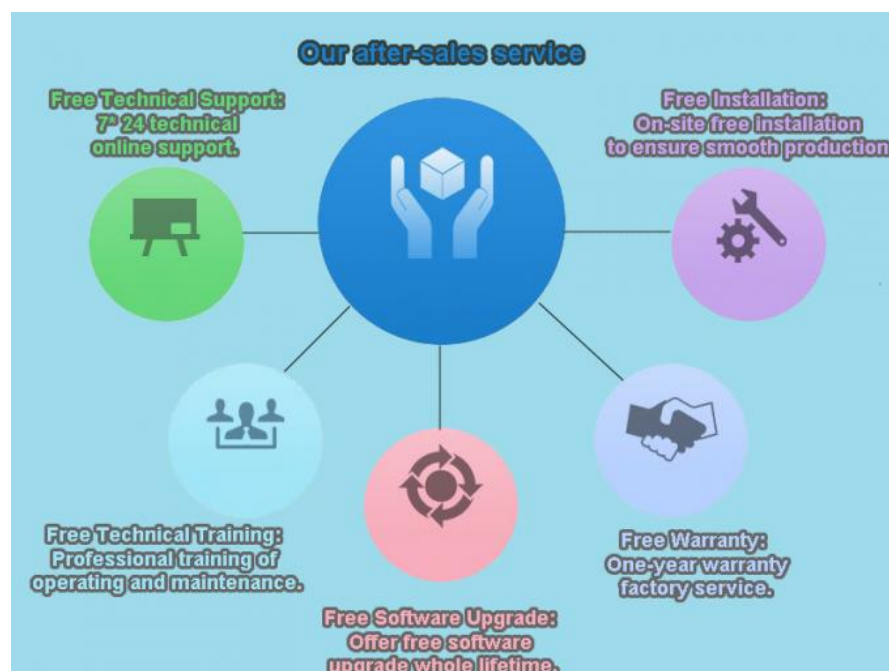 Our after-sales service
Free Technical Support:
7* 24 technical
online support.
Free Installation:
On-site free installation
to ensure smooth production
Free Technical Training:
Professional training of
operating and maintenance.
Free Warranty:
One-year warranty
factory service.
Free Software Upgrade:
Offer free software
upgrade whole lifetime.